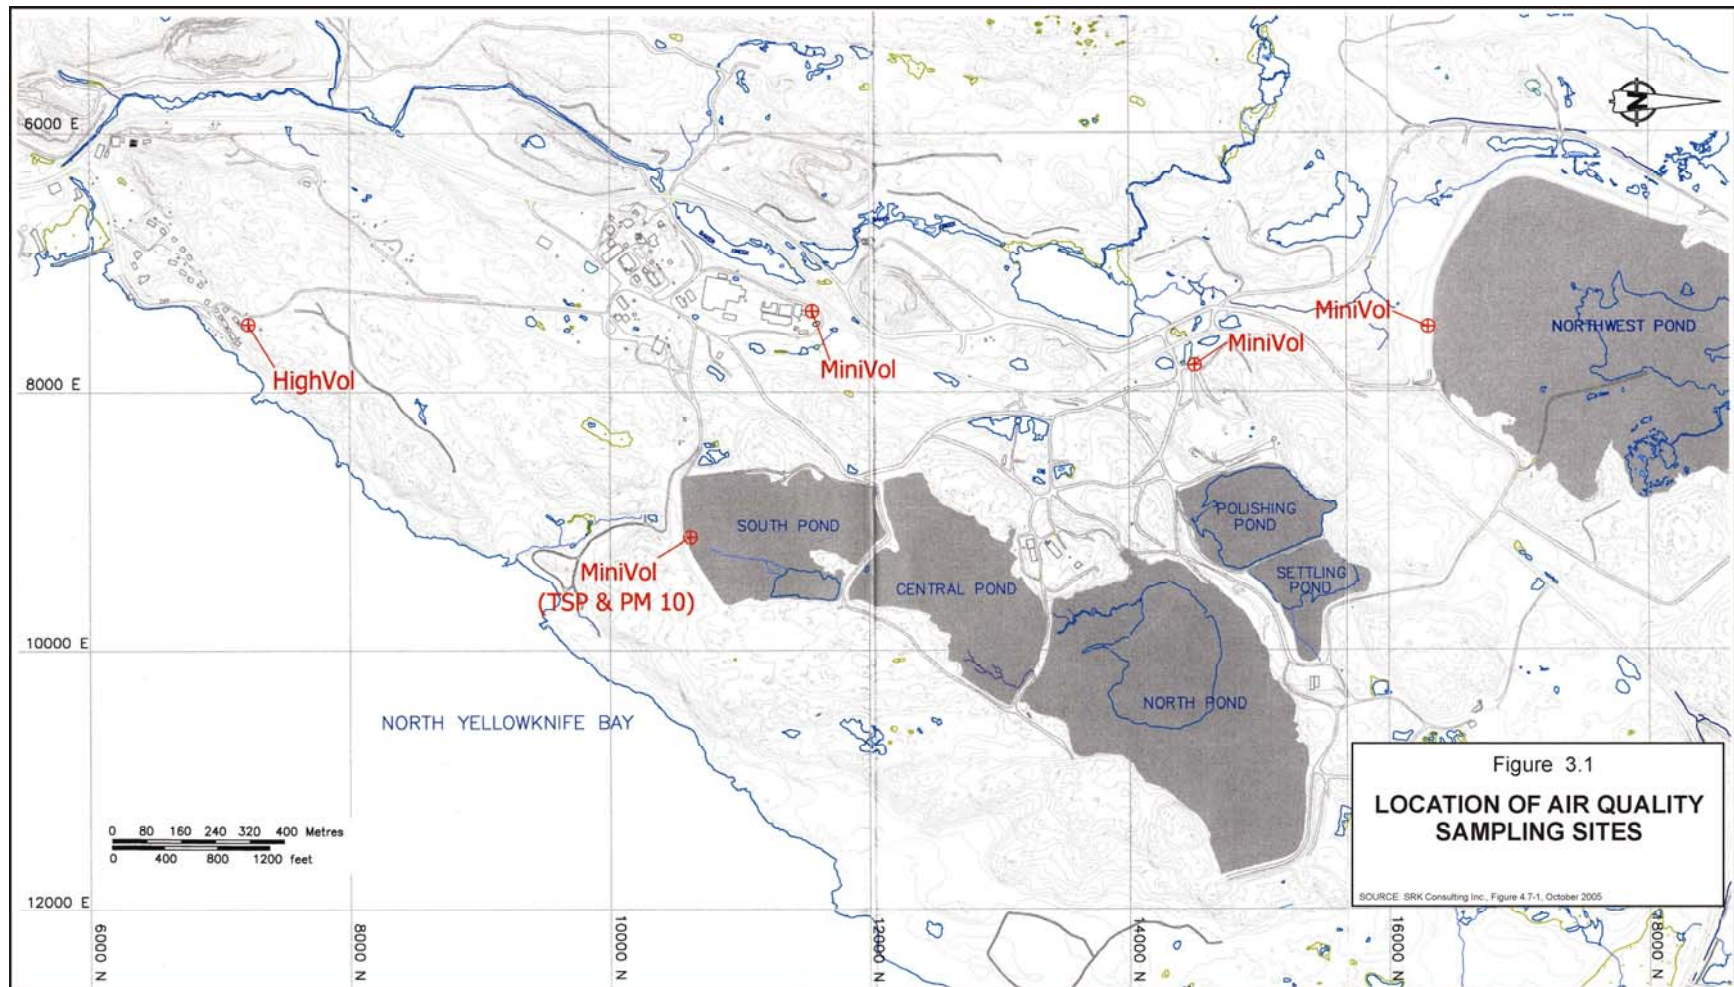 6000 E
N
MiniVol
NORTHWEST POND
MiniVol
HighVol
MiniVol
8000 E
SOUTH POND
POLISHING
POND
MiniVol
(TSP & PM 10)
CENTRAL POND
SETTLING
POND
10000 E
NORTH YELLOWKNIFE BAY
NORTH POND
Figure 3.1
LOCATION OF AIR QUALITY
SAMPLING SITES
SOURCE: SRK Consulting Inc., Figure 4.7-1, October 2005
0 80 160 240 320 400 Metres
0 400 800 1200 feet
12000 E
6000 N
8000 N
10000 N
12000 N
14000 N
16000 N
18000 N